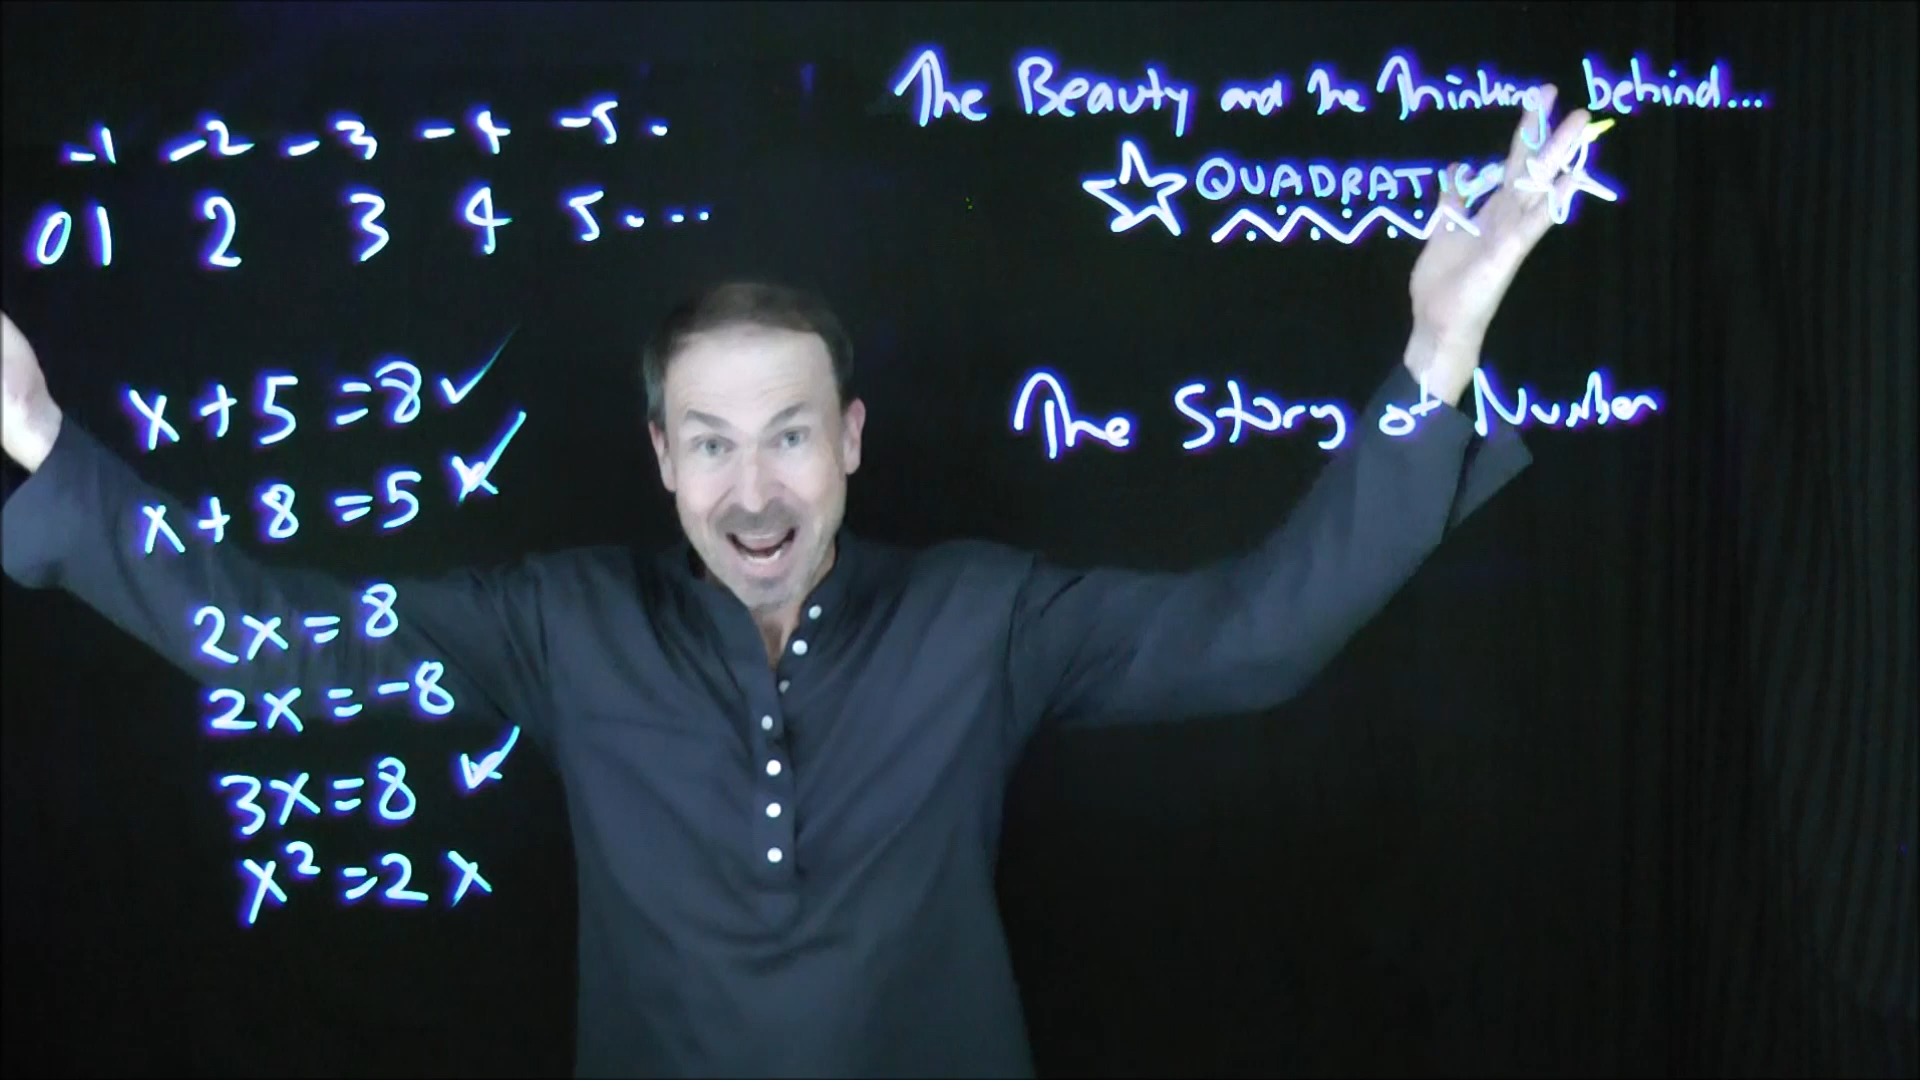 The Beauty and the Thinking behind...
QUADRATICS
-1 -2 -3 -4 -5 .
0 1 2 3 4 5 ...
The Story of Number
x + 5 = 8 ✓
x + 8 = 5 x ✓
2x = 8
2x = -8
3x = 8 x ✓
x² = 2 x